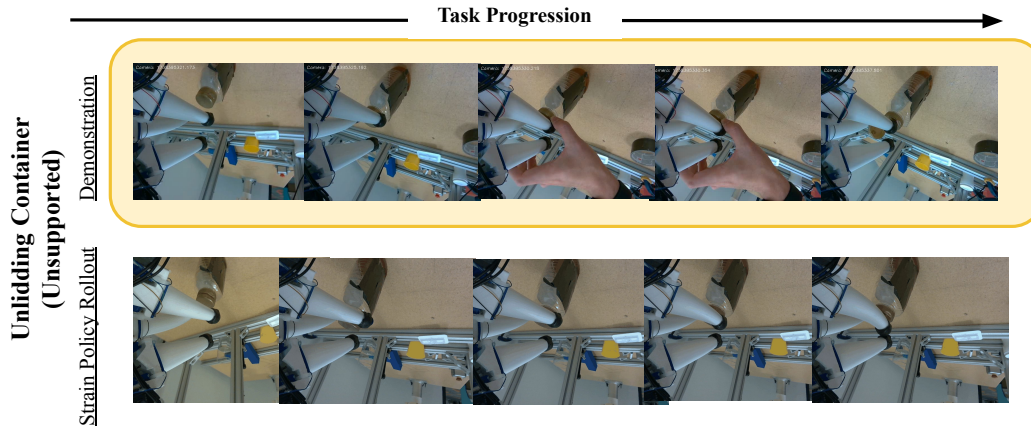 Task Progression
Unlidding Container
(Unsupported)
Demonstration
Strain Policy Rollout